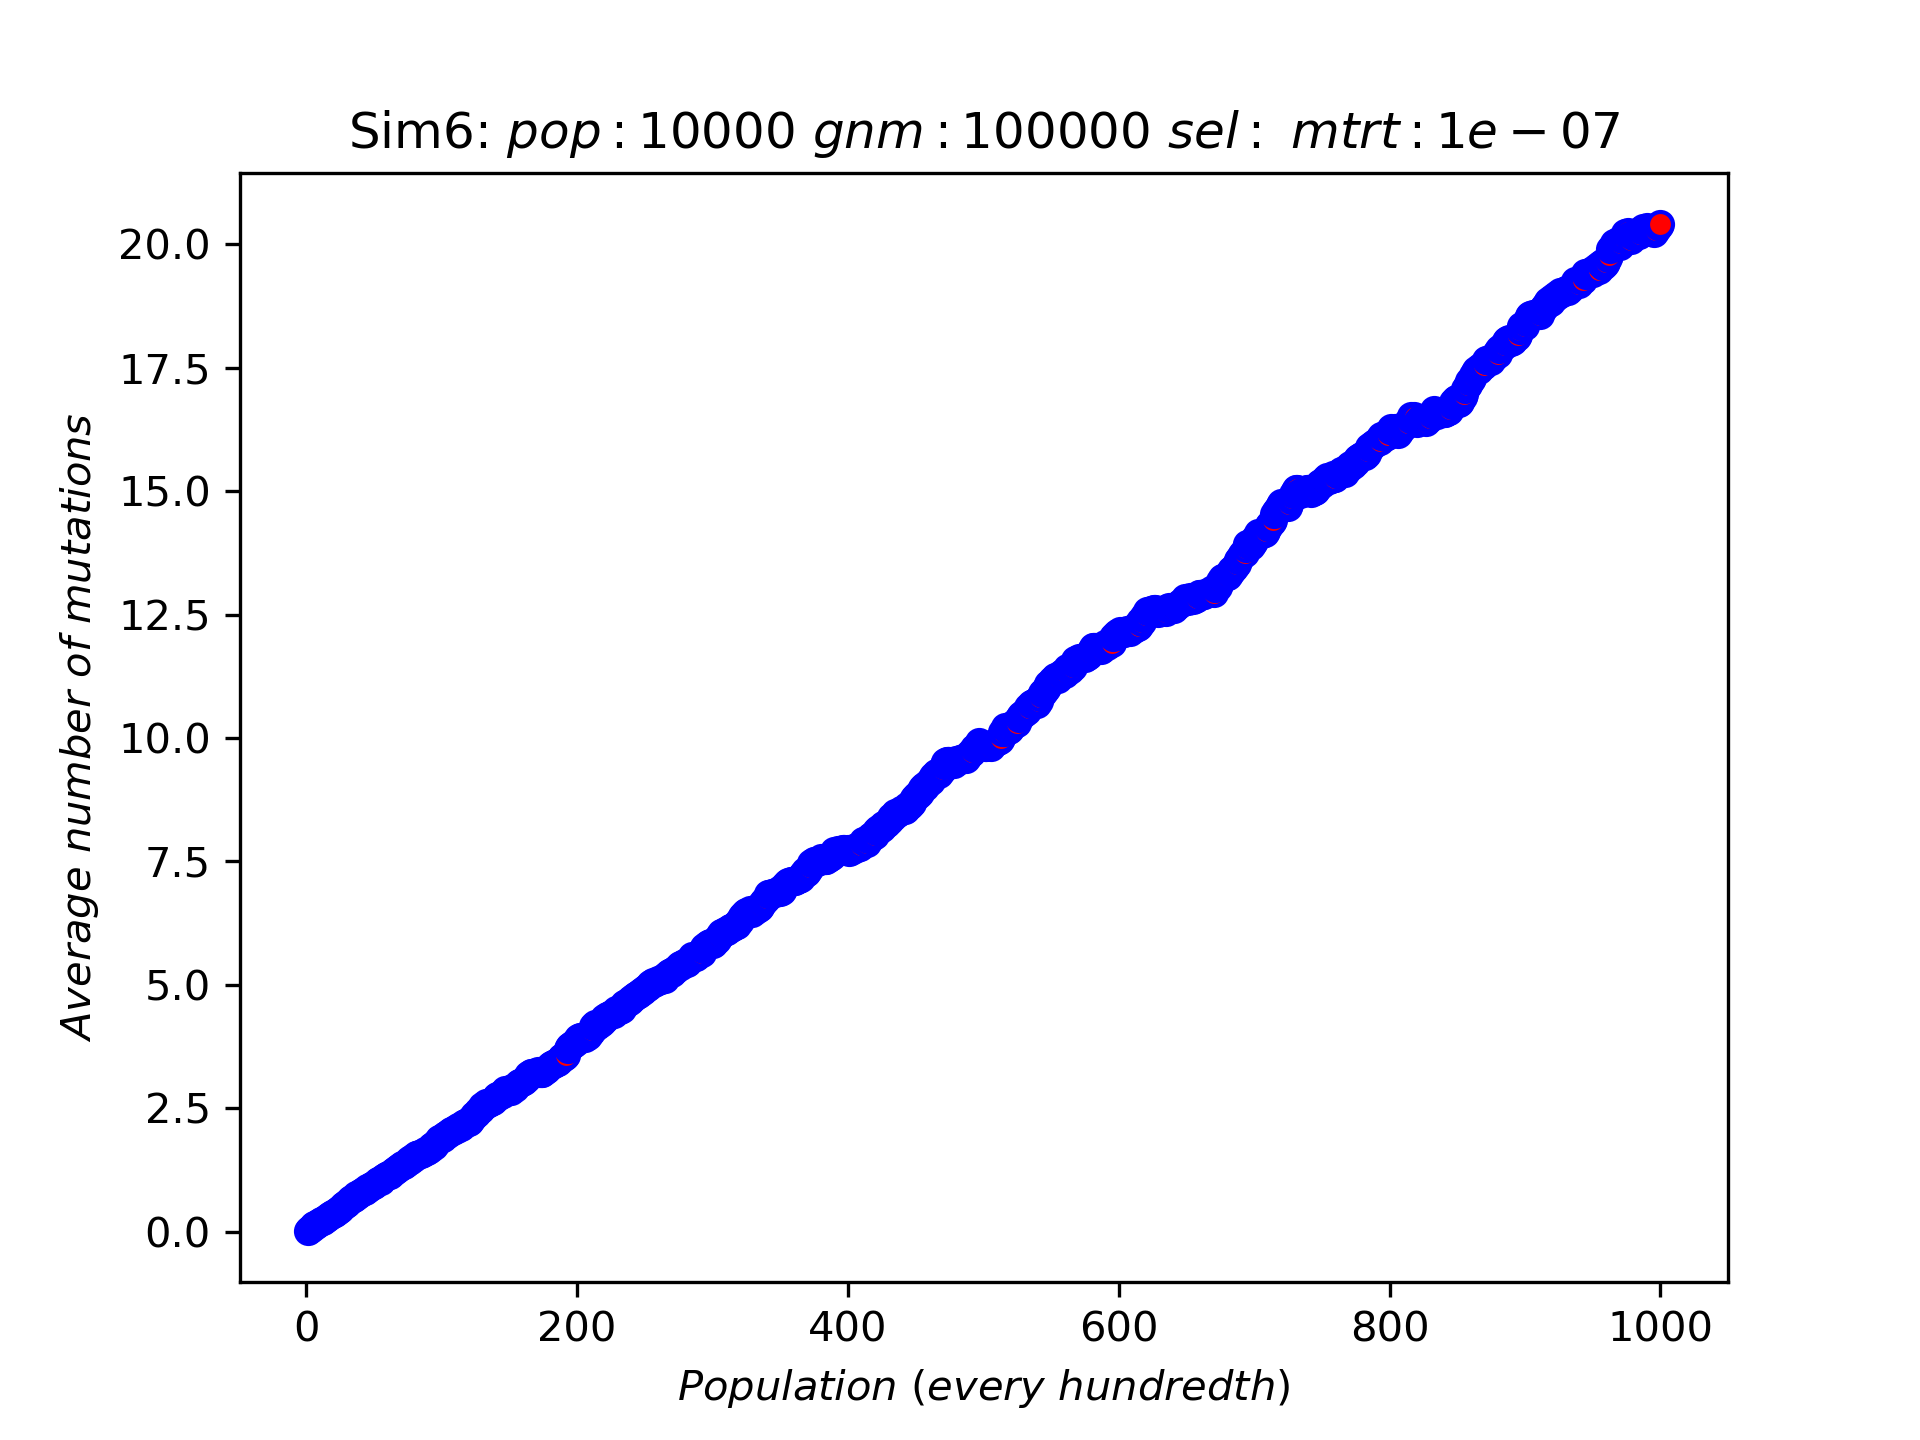 Sim6: pop : 10000 gnm : 100000 sel : mtrt : 1e − 07
20.0
17.5
15.0
12.5
10.0
7.5
5.0
2.5
0.0
Average number of mutations
0 200 400 600 800 1000
Population (every hundredth)